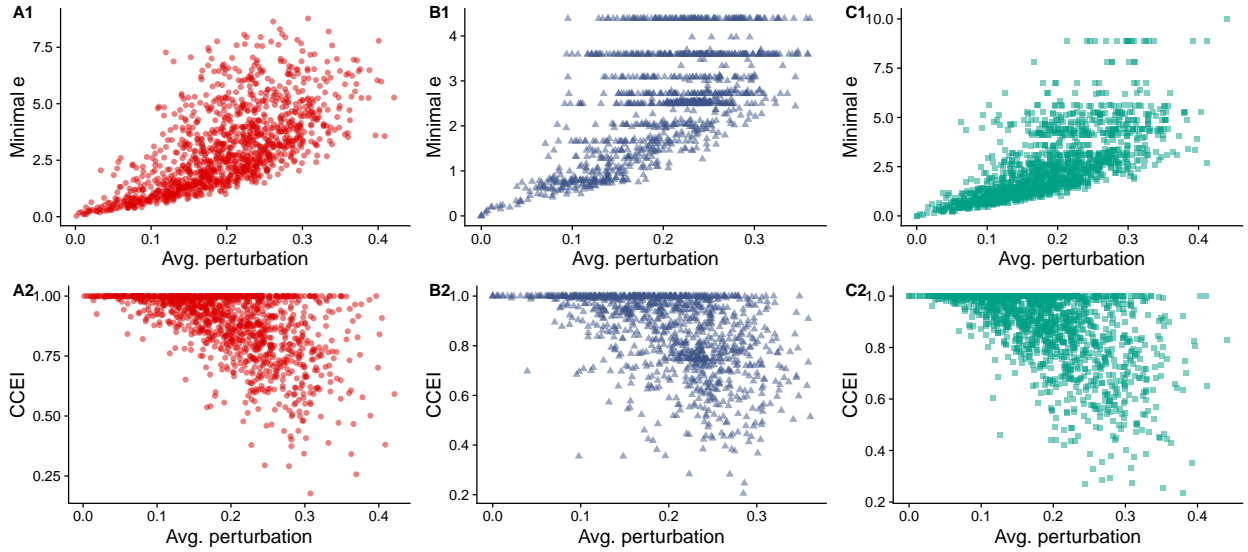 A1
7.5
5.0
2.5
0.0
Minimal e
0.0 0.1 0.2 0.3 0.4
Avg. perturbation
B1
4
3
2
1
0
Minimal e
0.0 0.1 0.2 0.3
Avg. perturbation
C1
10.0
7.5
5.0
2.5
0.0
Minimal e
0.0 0.1 0.2 0.3 0.4
Avg. perturbation
A2
1.00
0.75
0.50
0.25
CCEI
0.0 0.1 0.2 0.3 0.4
Avg. perturbation
B2
1.0
0.8
0.6
0.4
0.2
CCEI
0.0 0.1 0.2 0.3
Avg. perturbation
C2
1.0
0.8
0.6
0.4
0.2
CCEI
0.0 0.1 0.2 0.3 0.4
Avg. perturbation